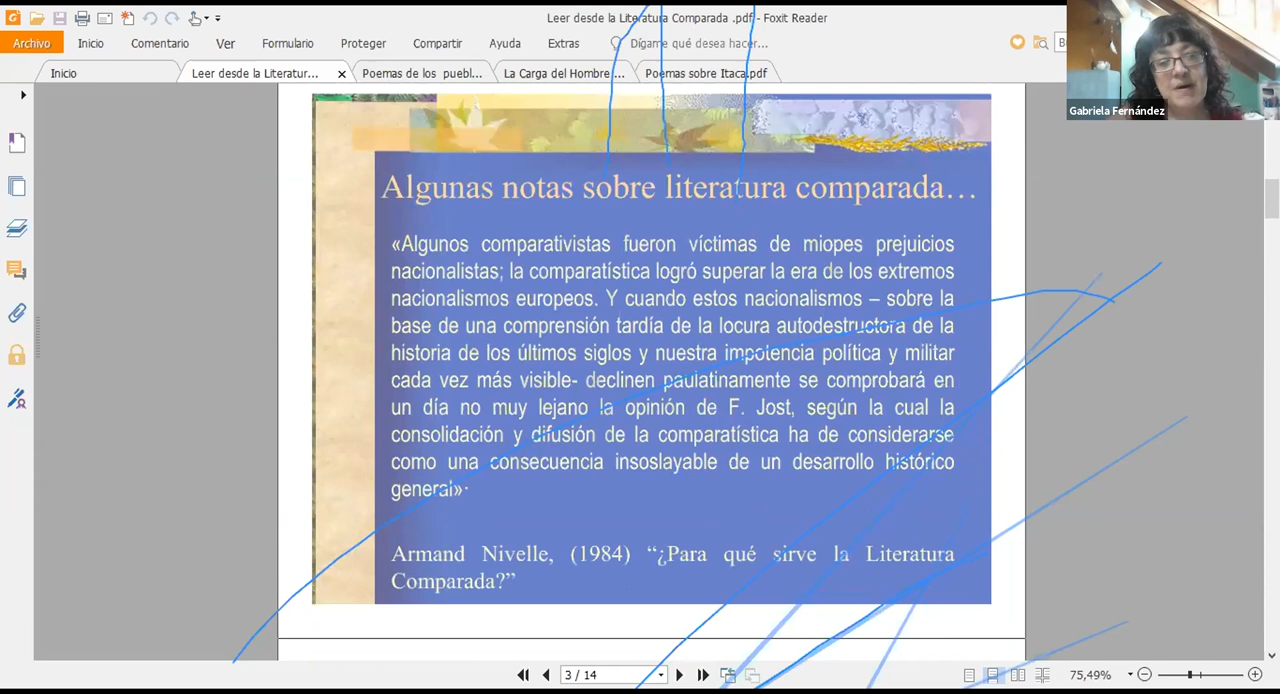 Leer desde la Literatura Comparada .pdf - Foxit Reader
Archivo Inicio Comentario Ver Formulario Proteger Compartir Ayuda Extras Dígame qué desea hacer...
Inicio Leer desde la Literatur... Poemas de los puebl... La Carga del Hombre ... Poemas sobre Itaca.pdf
Gabriela Fernández
Algunas notas sobre literatura comparada…
«Algunos comparativistas fueron víctimas de miopes prejuicios
nacionalistas; la comparatística logró superar la era de los extremos
nacionalismos europeos. Y cuando estos nacionalismos – sobre la
base de una comprensión tardía de la locura autodestructora de la
historia de los últimos siglos y nuestra impotencia política y militar
cada vez más visible- declinen paulatinamente se comprobará en
un día no muy lejano la opinión de F. Jost, según la cual la
consolidación y difusión de la comparatística ha de considerarse
como una consecuencia insoslayable de un desarrollo histórico
general»·
Armand Nivelle, (1984) “¿Para qué sirve la Literatura
Comparada?”
3 / 14
75,49%